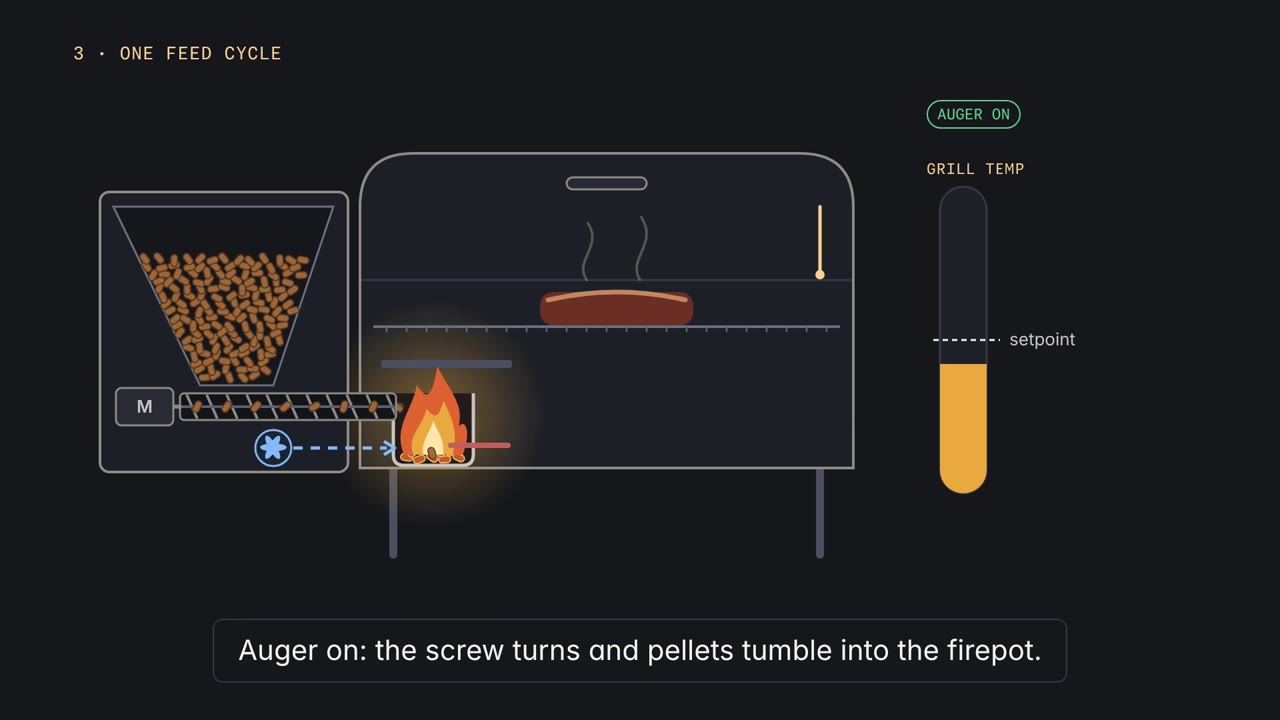 3 · ONE FEED CYCLE
AUGER ON
GRILL TEMP
setpoint
M
Auger on: the screw turns and pellets tumble into the firepot.